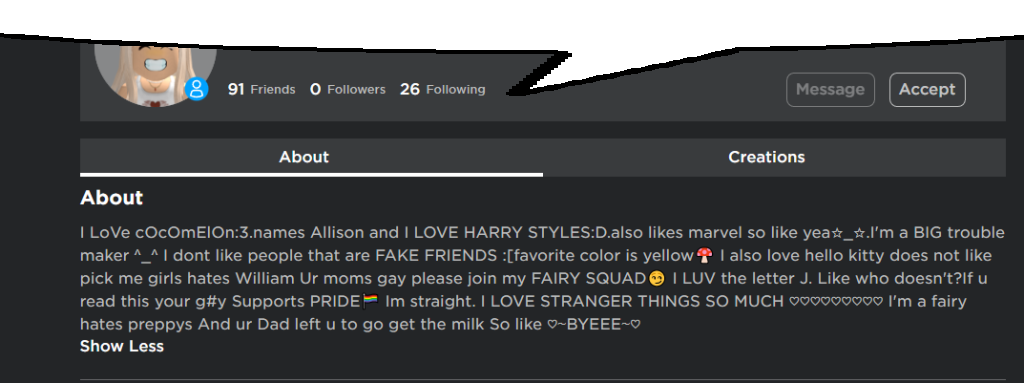 91 Friends 0 Followers 26 Following
Message Accept
About Creations
About
I LoVe cOcOmElOn:3.names Allison and I LOVE HARRY STYLES:D.also likes marvel so like yea☆_☆.I'm a BIG trouble
maker ^_^ I dont like people that are FAKE FRIENDS :[favorite color is yellow🍄 I also love hello kitty does not like
pick me girls hates William Ur moms gay please join my FAIRY SQUAD😏 I LUV the letter J. Like who doesn't?If u
read this your g#y Supports PRIDE🏳️‍🌈 Im straight. I LOVE STRANGER THINGS SO MUCH ♡♡♡♡♡♡♡♡♡ I'm a fairy
hates preppys And ur Dad left u to go get the milk So like ♡~BYEEE~♡
Show Less